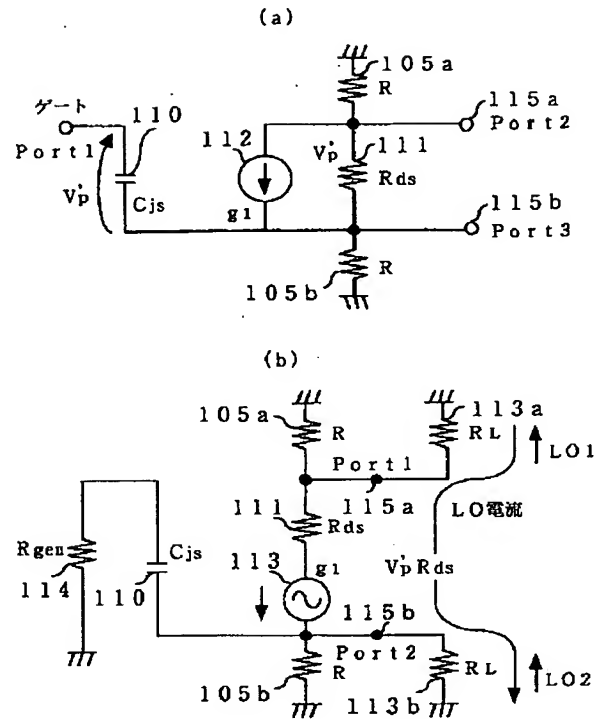 (a)
105a
R
ゲート
110
115a
Port2
Port1
112
V'p
111
V'p
Cjs
g1
Rds
115b
Port3
105b
R
(b)
105a
R
113a
RL
LO1
Port1
115a
111
Rds
LO電流
Rgen
114
Cjs
110
113
g1
V'pRds
115b
Port2
105b
R
RL
113b
LO2